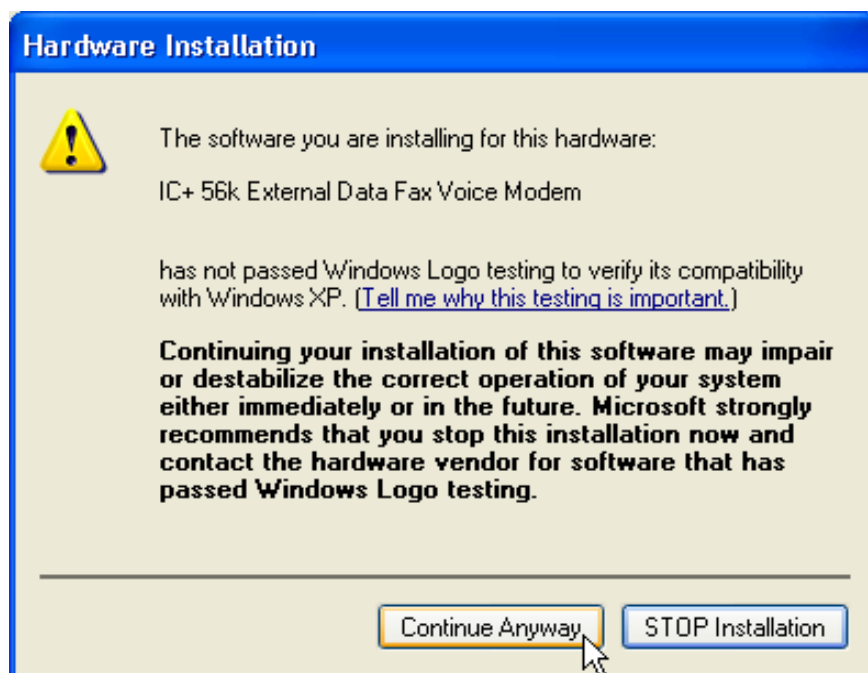 Hardware Installation
The software you are installing for this hardware:
IC+ 56k External Data Fax Voice Modem
has not passed Windows Logo testing to verify its compatibility
with Windows XP. (Tell me why this testing is important.)
Continuing your installation of this software may impair
or destabilize the correct operation of your system
either immediately or in the future. Microsoft strongly
recommends that you stop this installation now and
contact the hardware vendor for software that has
passed Windows Logo testing.
Continue Anyway
STOP Installation